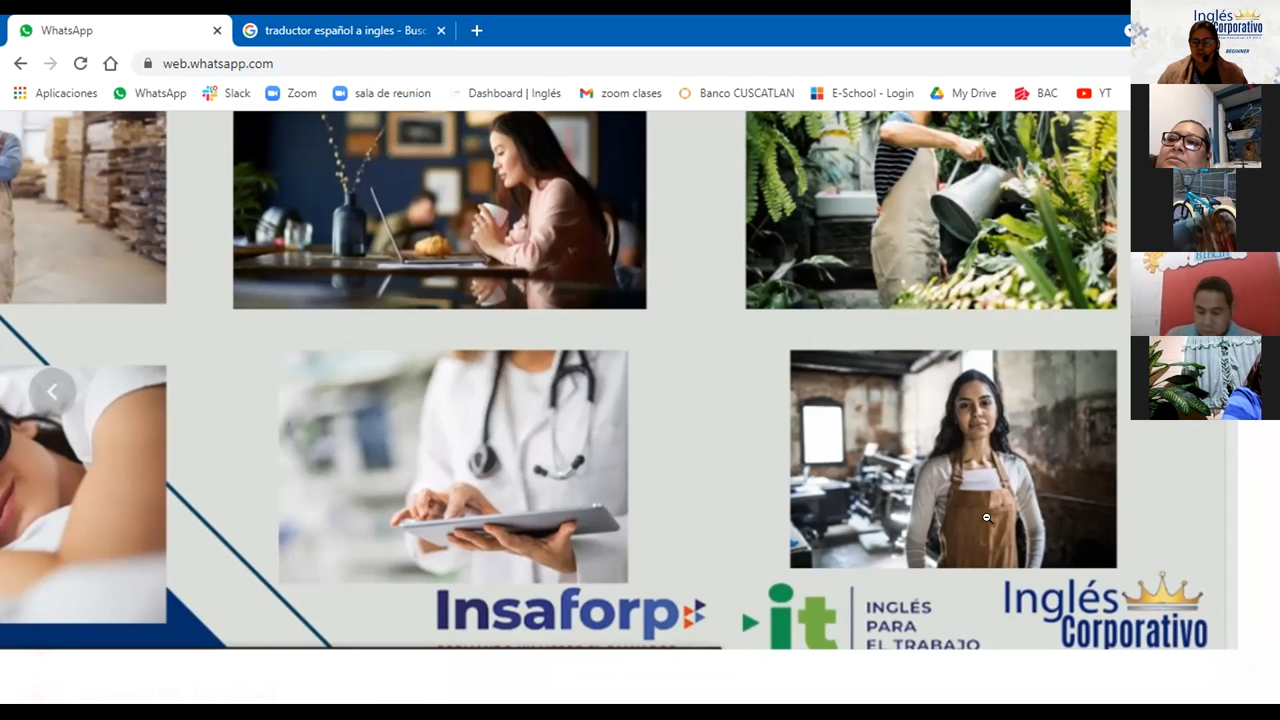 WhatsApp
traductor español a ingles - Busc
web.whatsapp.com
Aplicaciones WhatsApp Slack Zoom sala de reunion Dashboard | Inglés zoom clases Banco CUSCATLAN E-School - Login My Drive BAC YT
Inglés
Corporativo
BEGINNER
Insaforp
it
INGLÉS
PARA
EL TRABAJO
Inglés
Corporativo